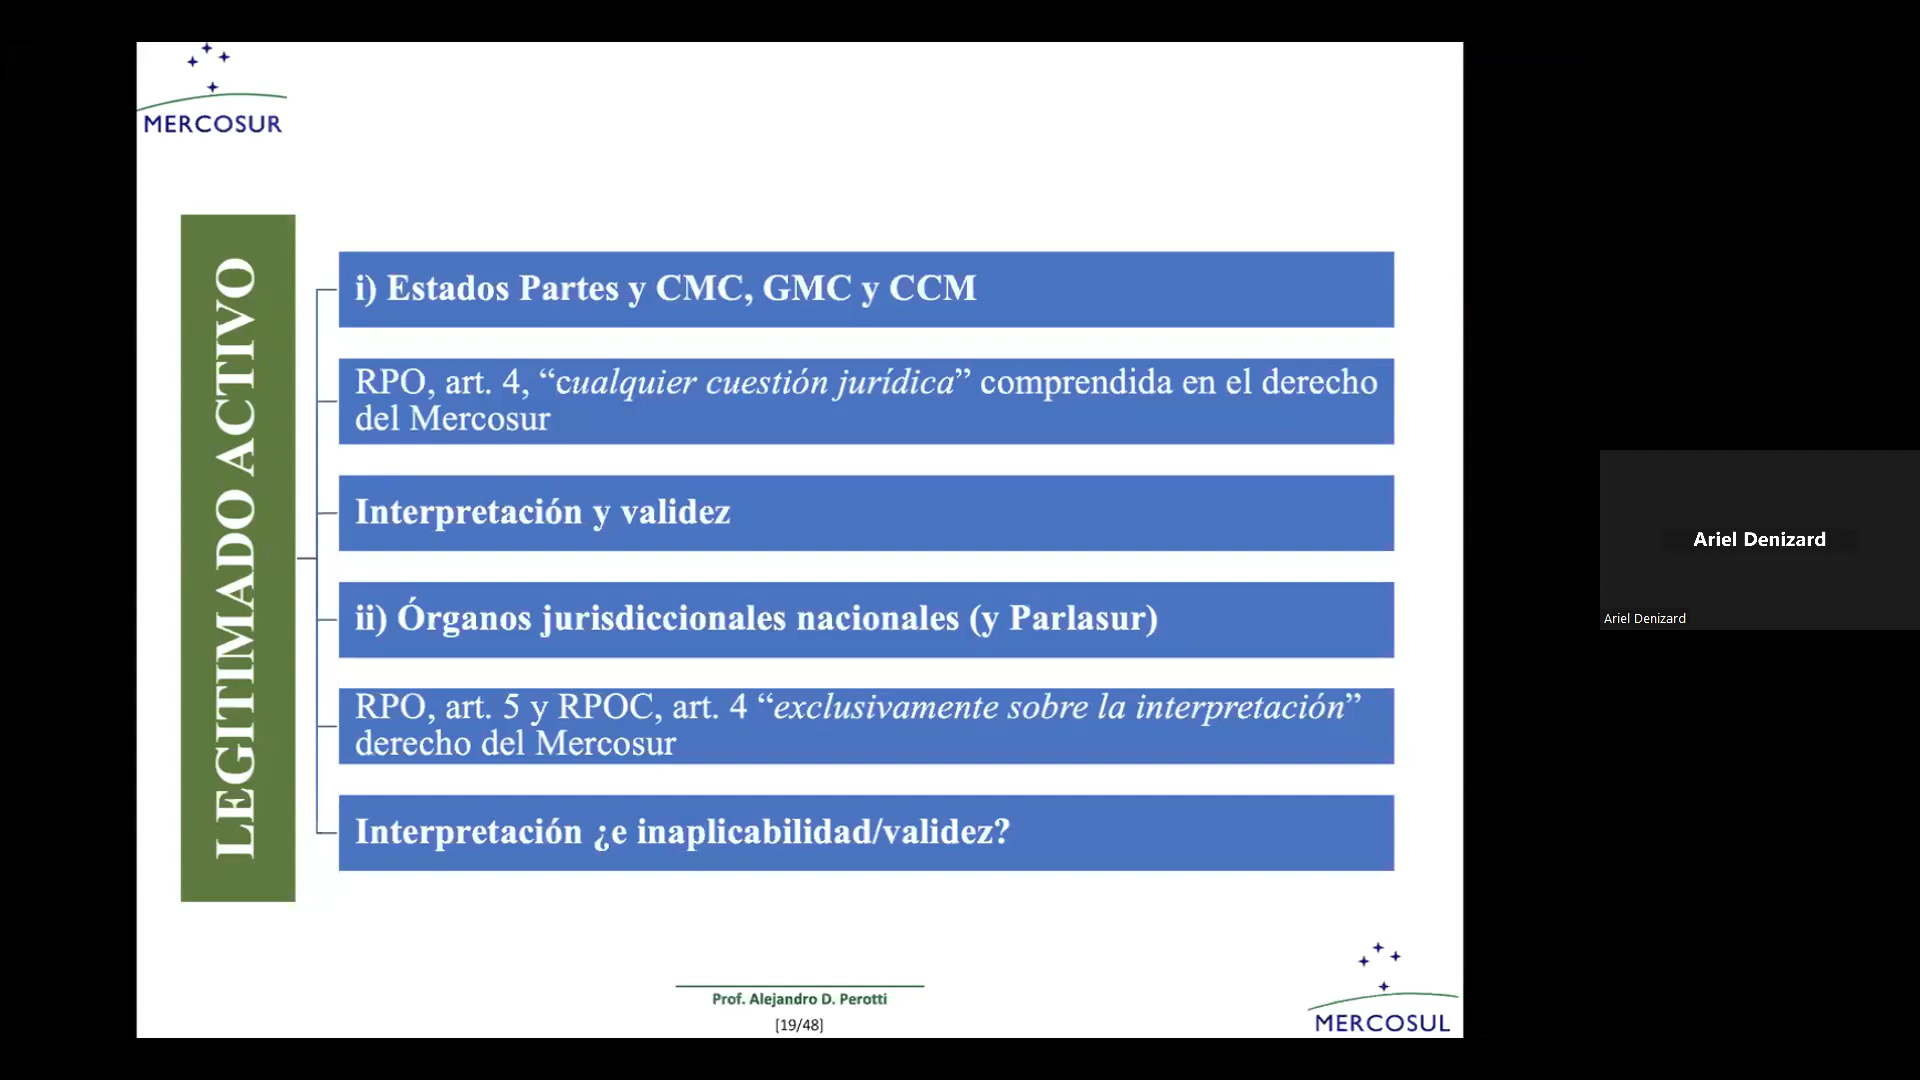 MERCOSUR
LEGITIMADO ACTIVO
i) Estados Partes y CMC, GMC y CCM
RPO, art. 4, “cualquier cuestión jurídica” comprendida en el derecho
del Mercosur
Interpretación y validez
ii) Órganos jurisdiccionales nacionales (y Parlasur)
RPO, art. 5 y RPOC, art. 4 “exclusivamente sobre la interpretación”
derecho del Mercosur
Interpretación ¿e inaplicabilidad/validez?
Prof. Alejandro D. Perotti
[19/48]
MERCOSUL
Ariel Denizard
Ariel Denizard